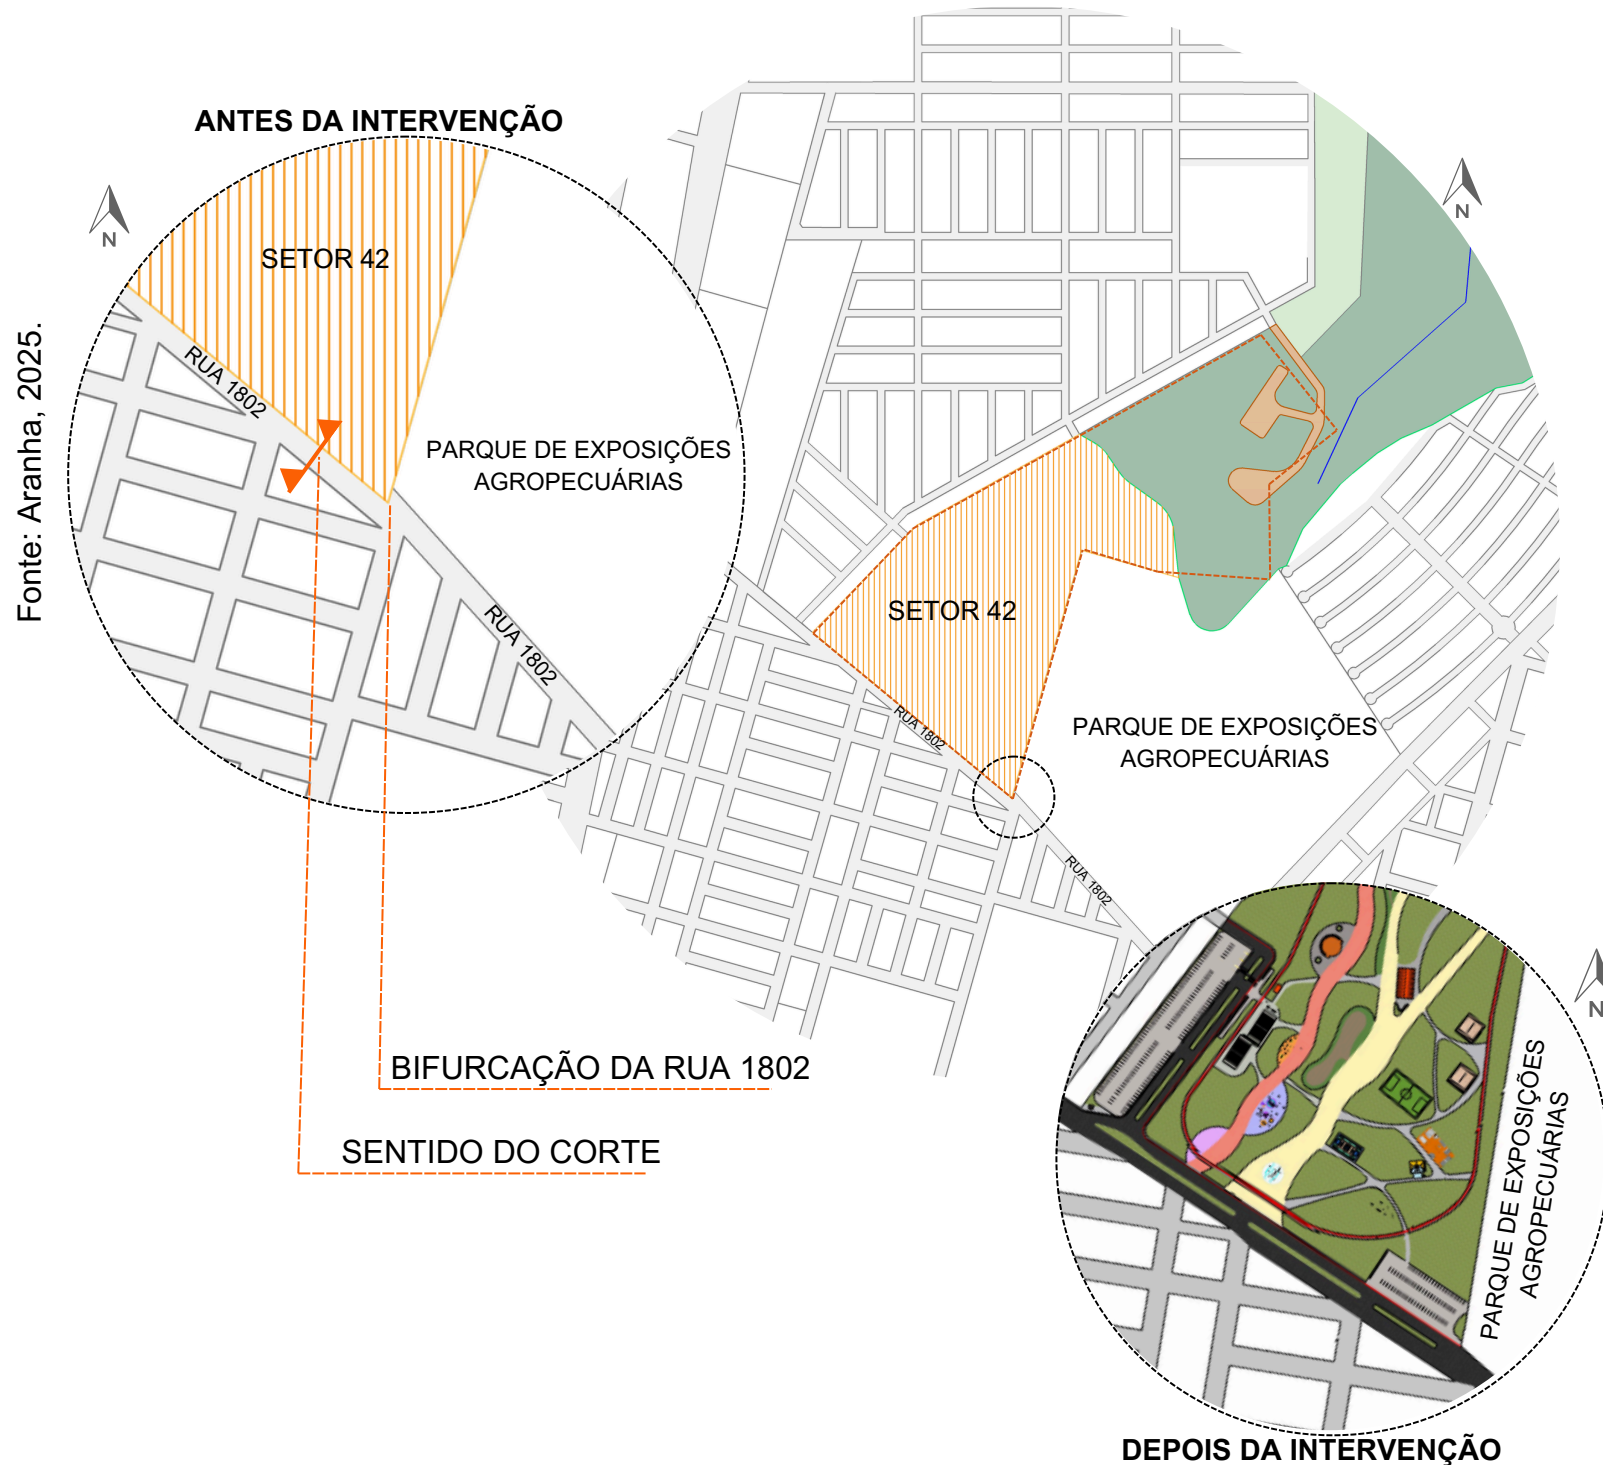 ANTES DA INTERVENÇÃO
N
SETOR 42
RUA 1802
PARQUE DE EXPOSIÇÕES
AGROPECUÁRIAS
RUA 1802
Fonte: Aranha, 2025.
N
SETOR 42
RUA 1802
PARQUE DE EXPOSIÇÕES
AGROPECUÁRIAS
RUA 1802
BIFURCAÇÃO DA RUA 1802
SENTIDO DO CORTE
N
PARQUE DE EXPOSIÇÕES
AGROPECUÁRIAS
DEPOIS DA INTERVENÇÃO